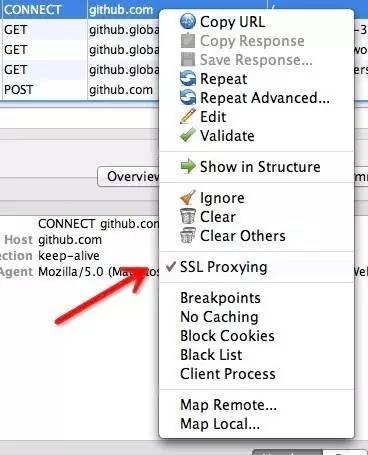 CONNECT github.com
GET github.globa
GET github.globa
GET github.globa
POST github.com
Copy URL
Copy Response
Save Response...
Repeat
Repeat Advanced...
Edit
Validate
Show in Structure
Ignore
Clear
Clear Others
✓ SSL Proxying
Breakpoints
No Caching
Block Cookies
Black List
Client Process
Map Remote...
Map Local...
Overview
CONNECT github.com
Host github.com
ection keep-alive
Agent Mozilla/5.0 (Macintos